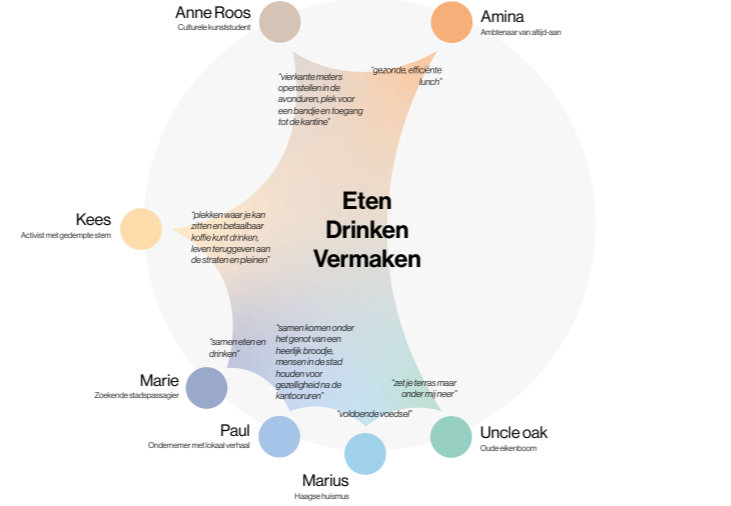 Anne Roos
Culturele kunststudent
Amina
Ambtenaar van altijd-aan
"vierkante meters
openstellen in de
avonduren, plek voor
een bandje en toegang
tot de kantine"
"gezonde, efficiënte
lunch"
Kees
Activist met gedempte stem
"plekken waar je kan
zitten en betaalbaar
koffie kunt drinken,
leven teruggeven aan
de straten en pleinen"
Eten
Drinken
Vermaken
"samen eten en
drinken"
"samen komen onder
het genot van een
heerlijk broodje,
mensen in de stad
houden voor
gezelligheid na de
kantooruren"
"zet je terras maar
onder mij neer"
"voldoende voedsel"
Marie
Zoekende stadspassagier
Paul
Ondernemer met lokaal verhaal
Marius
Haagse huismus
Uncle oak
Oude eikenboom